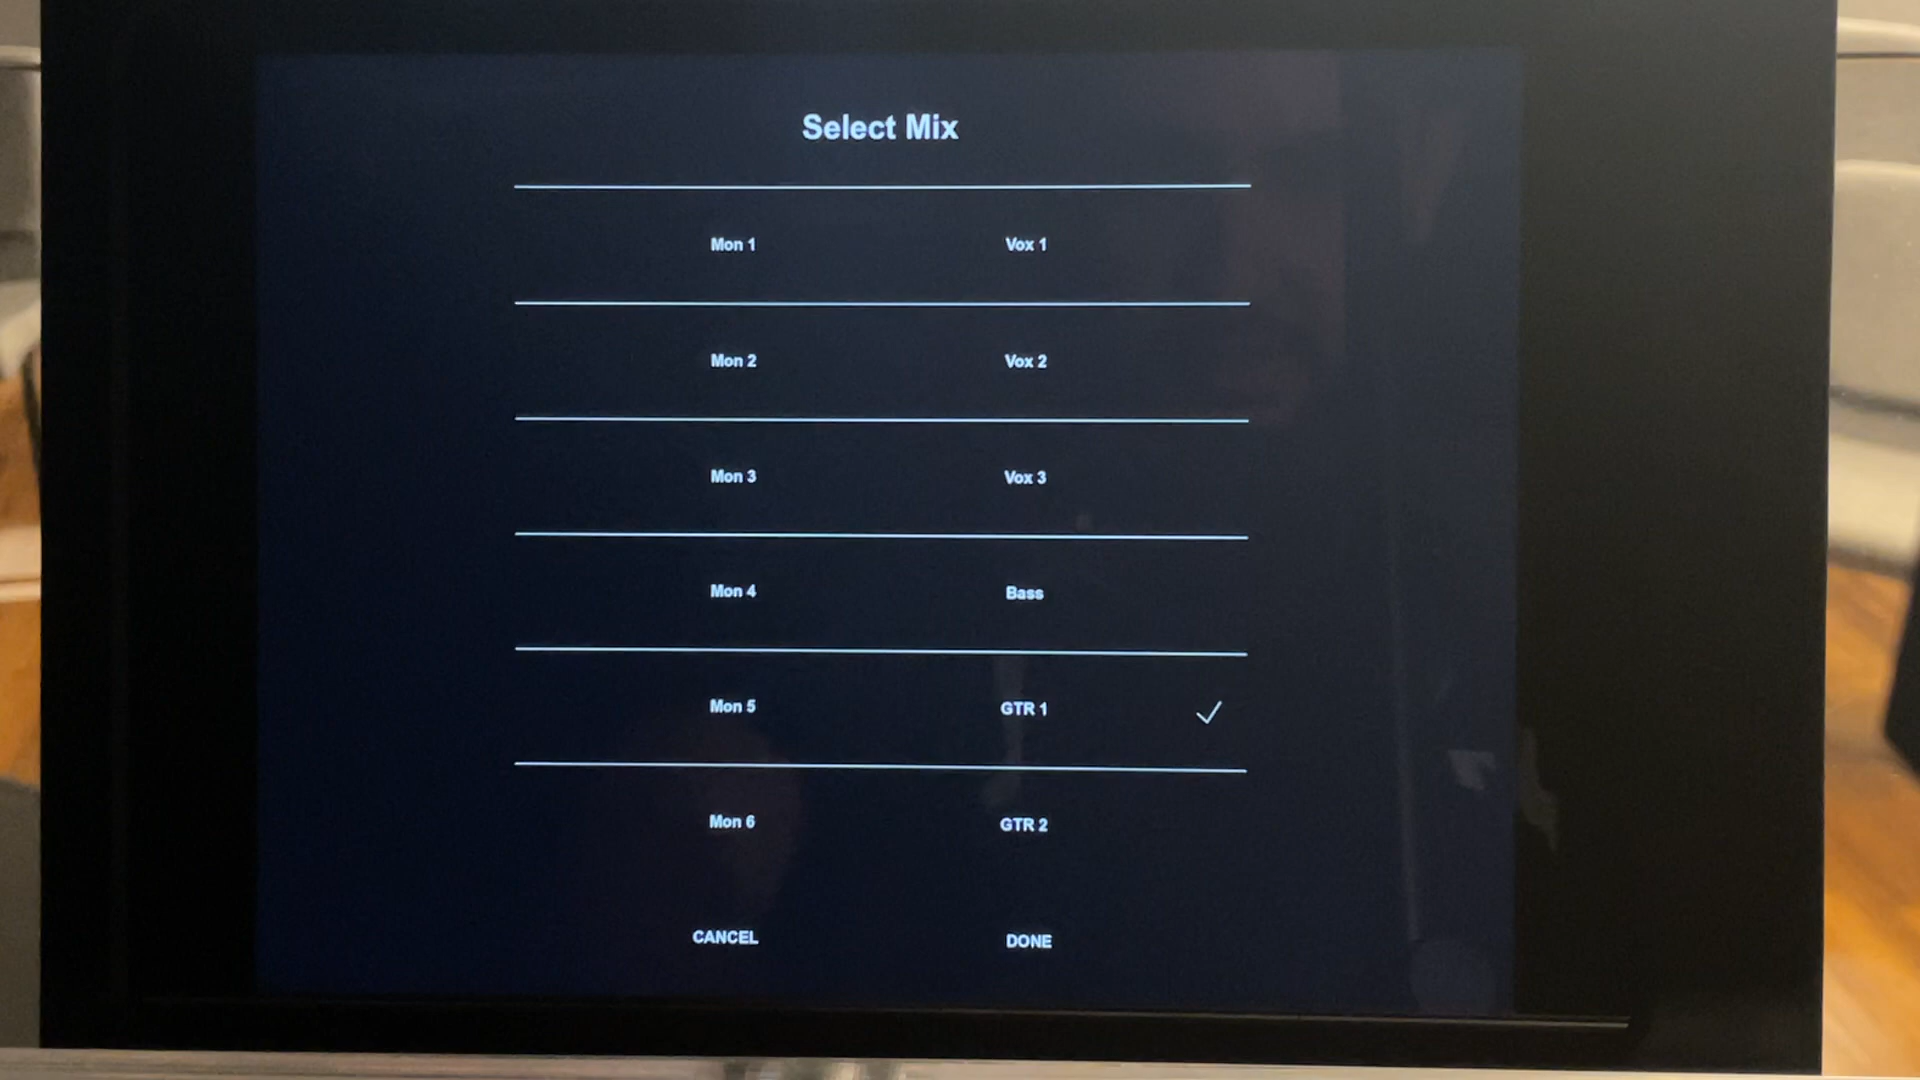 Select Mix
Mon 1 Vox 1
Mon 2 Vox 2
Mon 3 Vox 3
Mon 4 Bass
Mon 5 GTR 1
Mon 6 GTR 2
CANCEL DONE